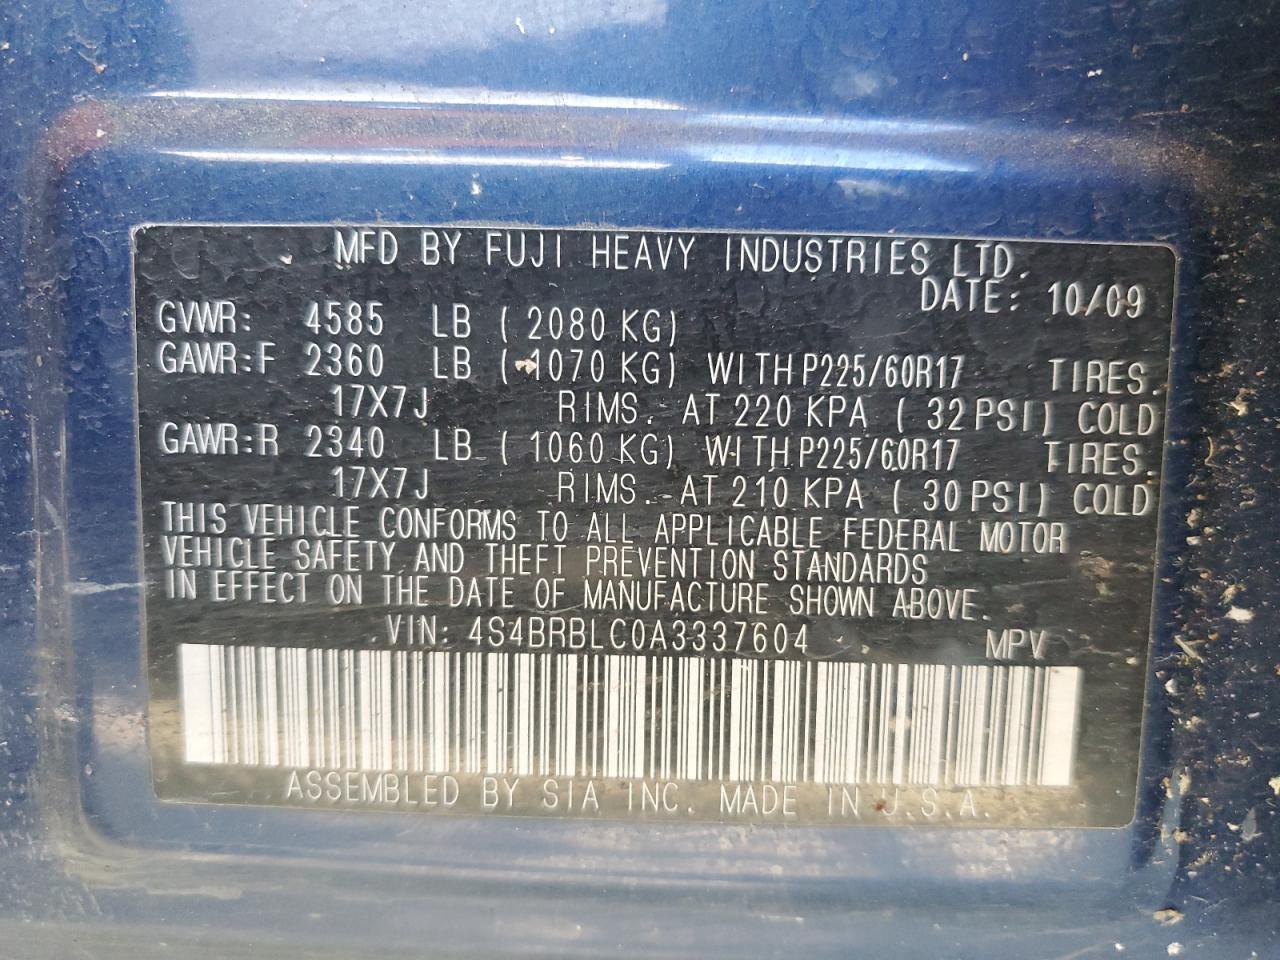 MFD BY FUJI HEAVY INDUSTRIES LTD.
DATE: 10/09
GVWR: 4585 LB ( 2080 KG)
GAWR:F 2360 LB ( 1070 KG) WITH P225/60R17 TIRES.
17X7J RIMS. AT 220 KPA ( 32 PSI) COLD
GAWR:R 2340 LB ( 1060 KG) WITH P225/60R17 TIRES.
17X7J RIMS. AT 210 KPA ( 30 PSI) COLD
THIS VEHICLE CONFORMS TO ALL APPLICABLE FEDERAL MOTOR
VEHICLE SAFETY AND THEFT PREVENTION STANDARDS
IN EFFECT ON THE DATE OF MANUFACTURE SHOWN ABOVE.
VIN: 4S4BRBLC0A3337604 MPV
ASSEMBLED BY SIA INC. MADE IN U.S.A.